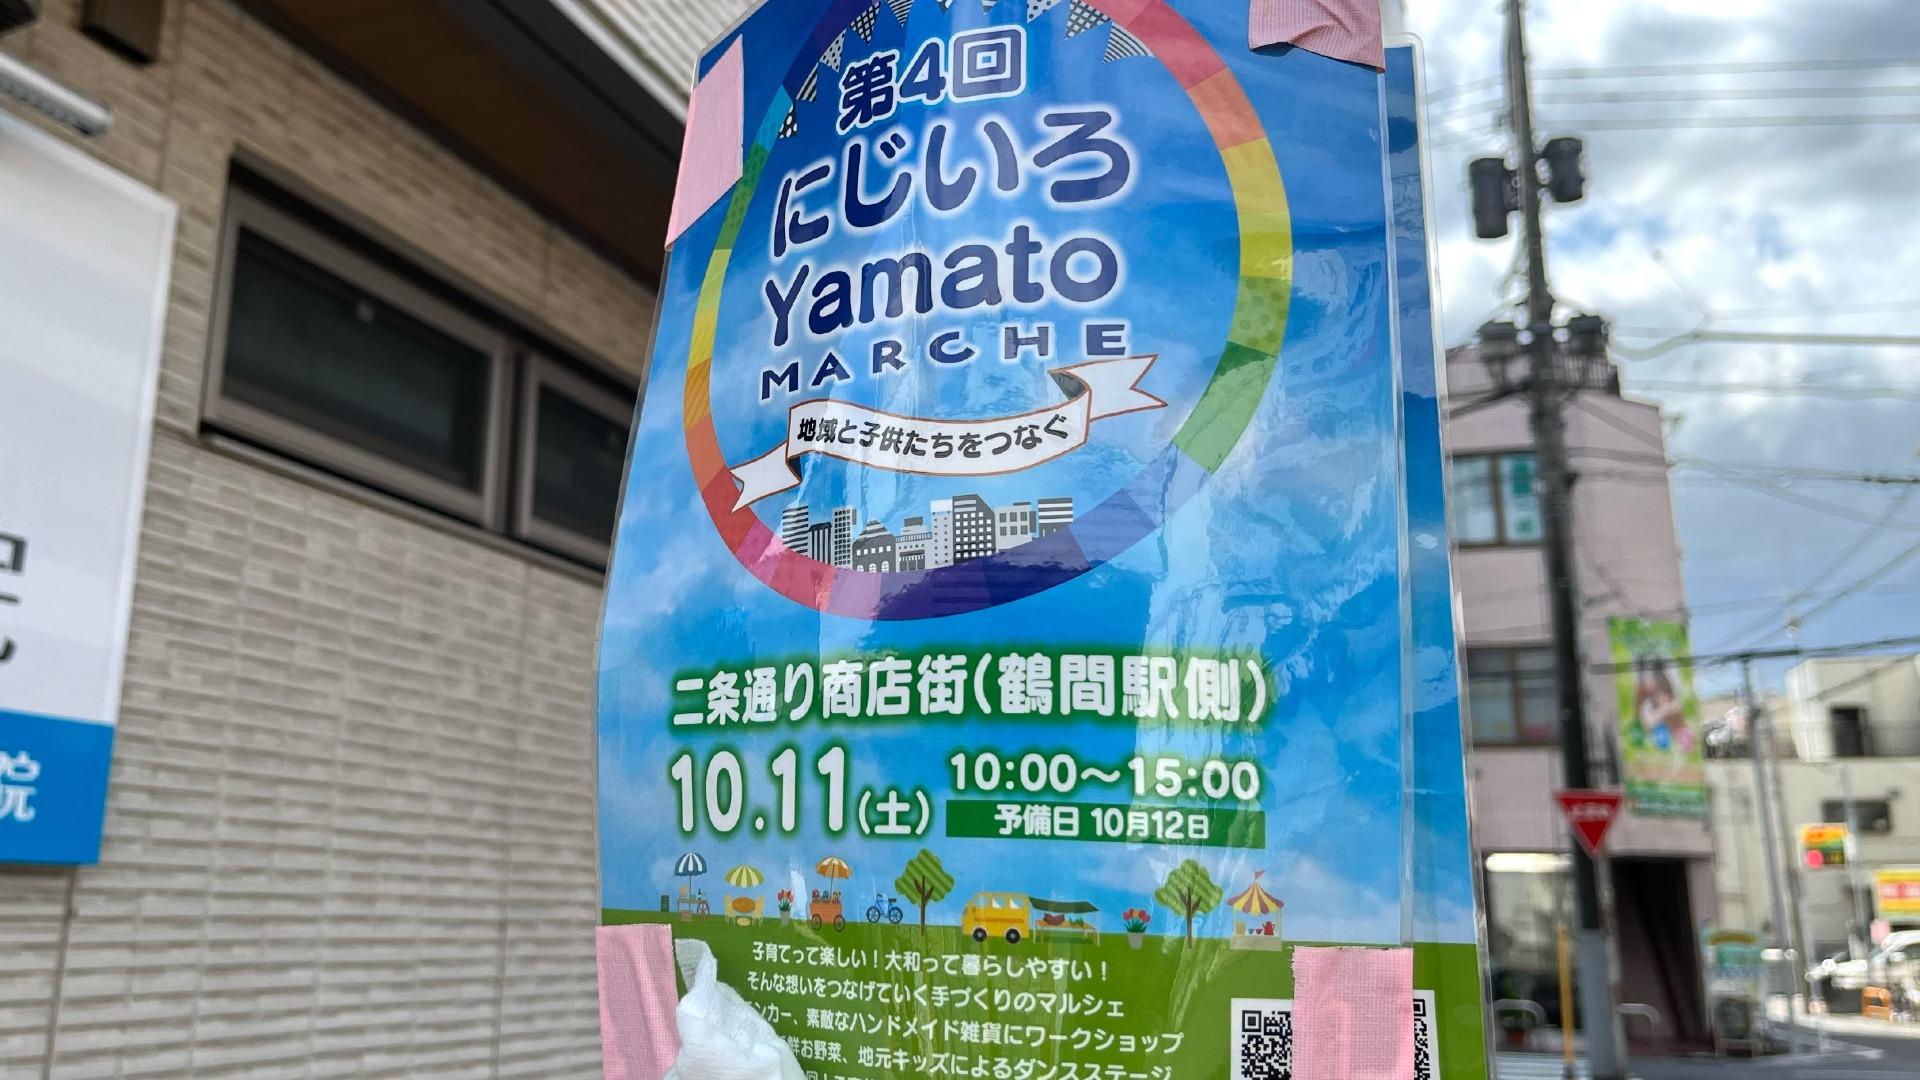 第4回
にじいろ
Yamato
MARCHE
地域と子供たちをつなぐ
二条通り商店街(鶴間駅側)
10.11(土)
10:00～15:00
予備日 10月12日
子育てって楽しい!大和って暮らしやすい!
そんな想いをつなげていく手づくりのマルシェ
ンカー、素敵なハンドメイド雑貨にワークショップ
鮮お野菜、地元キッズによるダンスステージ
院